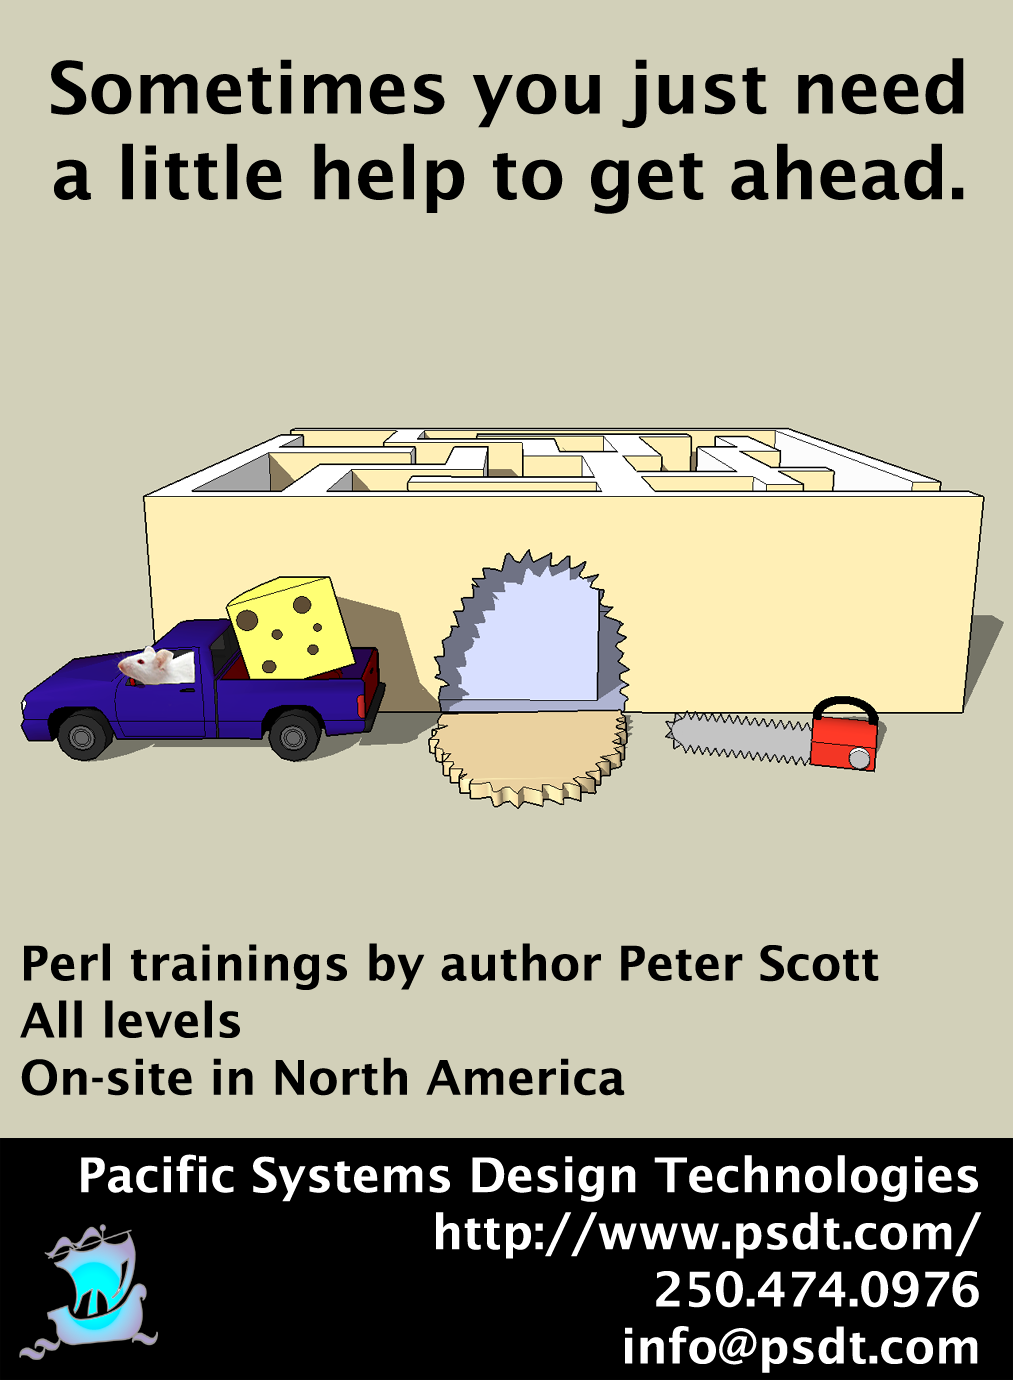 Sometimes you just need
a little help to get ahead.
Perl trainings by author Peter Scott
All levels
On-site in North America
Pacific Systems Design Technologies
http://www.psdt.com/
250.474.0976
info@psdt.com